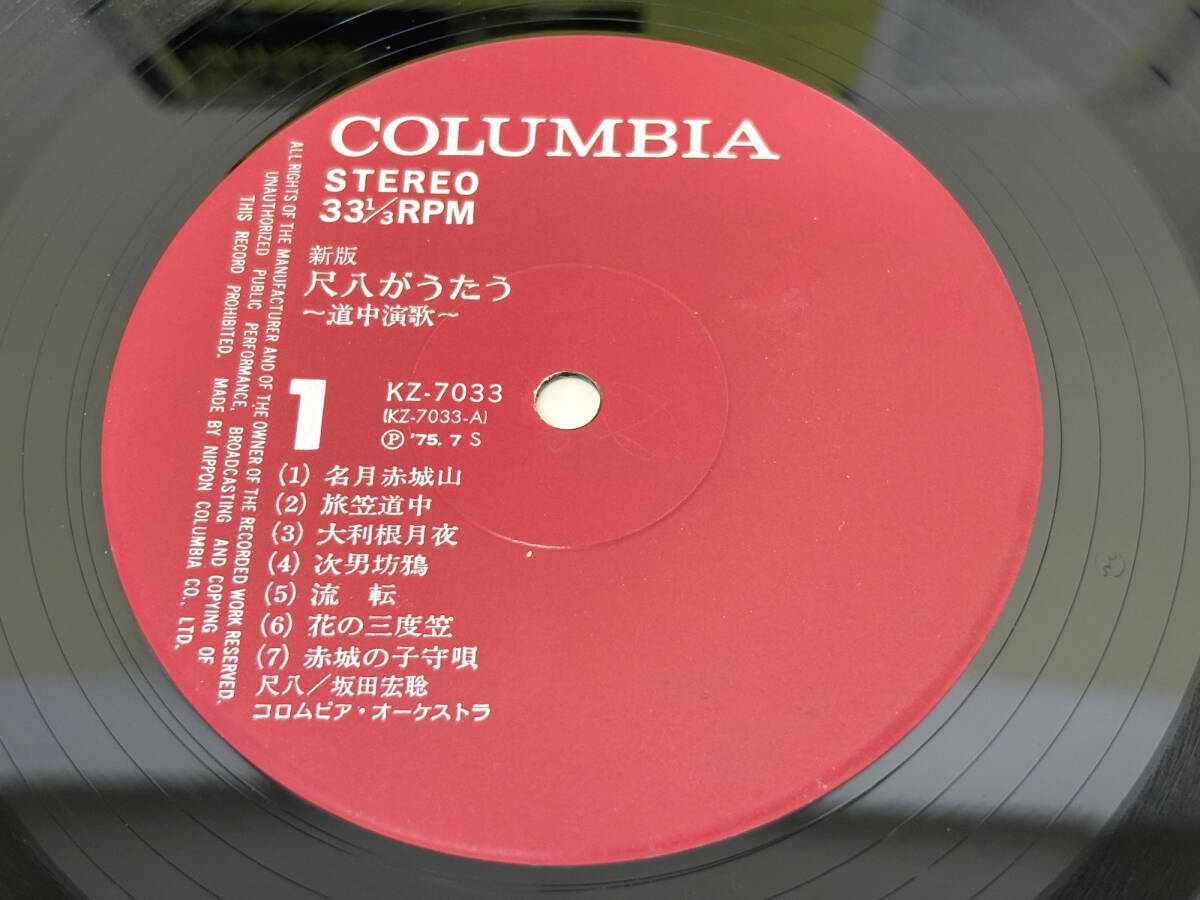 COLUMBIA
STEREO
33⅓RPM
新版
尺八がうたう
〜道中演歌〜
1
KZ-7033
(KZ-7033-A)
Ⓟ '75. 7 S
(1) 名月赤城山
(2) 旅笠道中
(3) 大利根月夜
(4) 次男坊鴉
(5) 流 転
(6) 花の三度笠
(7) 赤城の子守唄
尺八/坂田宏聡
コロムビア・オーケストラ
ALL RIGHTS OF THE MANUFACTURER AND OF THE OWNER OF THE RECORDED WORK RESERVED.
UNAUTHORIZED PUBLIC PERFORMANCE, BROADCASTING AND COPYING OF
THIS RECORD PROHIBITED. MADE BY NIPPON COLUMBIA CO., LTD.